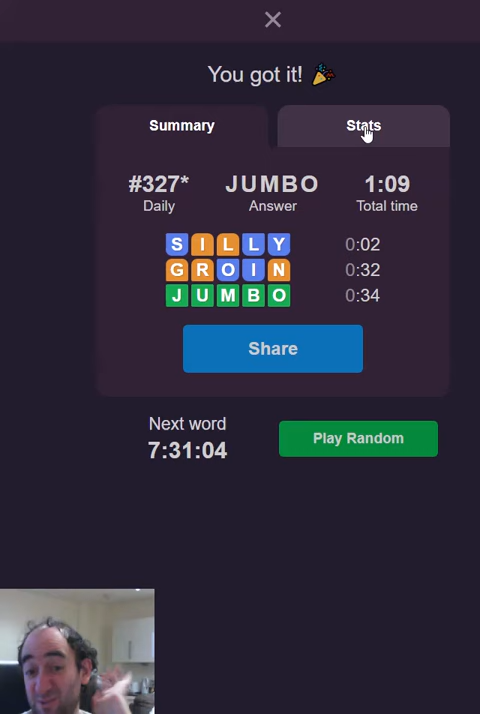 You got it!
Summary Stats
#327* JUMBO 1:09
Daily Answer Total time
SILLY 0:02
GROIN 0:32
JUMBO 0:34
Share
Next word
7:31:04
Play Random